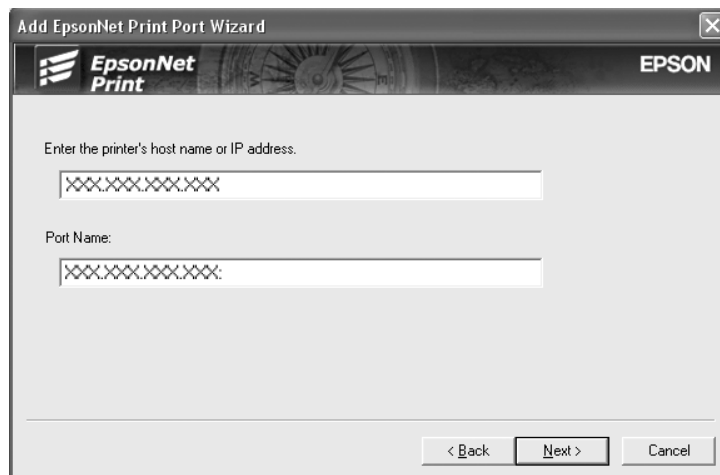 Add EpsonNet Print Port Wizard
EpsonNet
Print
EPSON
Enter the printer's host name or IP address.
XXX.XXX.XXX.XXX
Port Name:
XXX.XXX.XXX.XXX:
< Back
Next >
Cancel